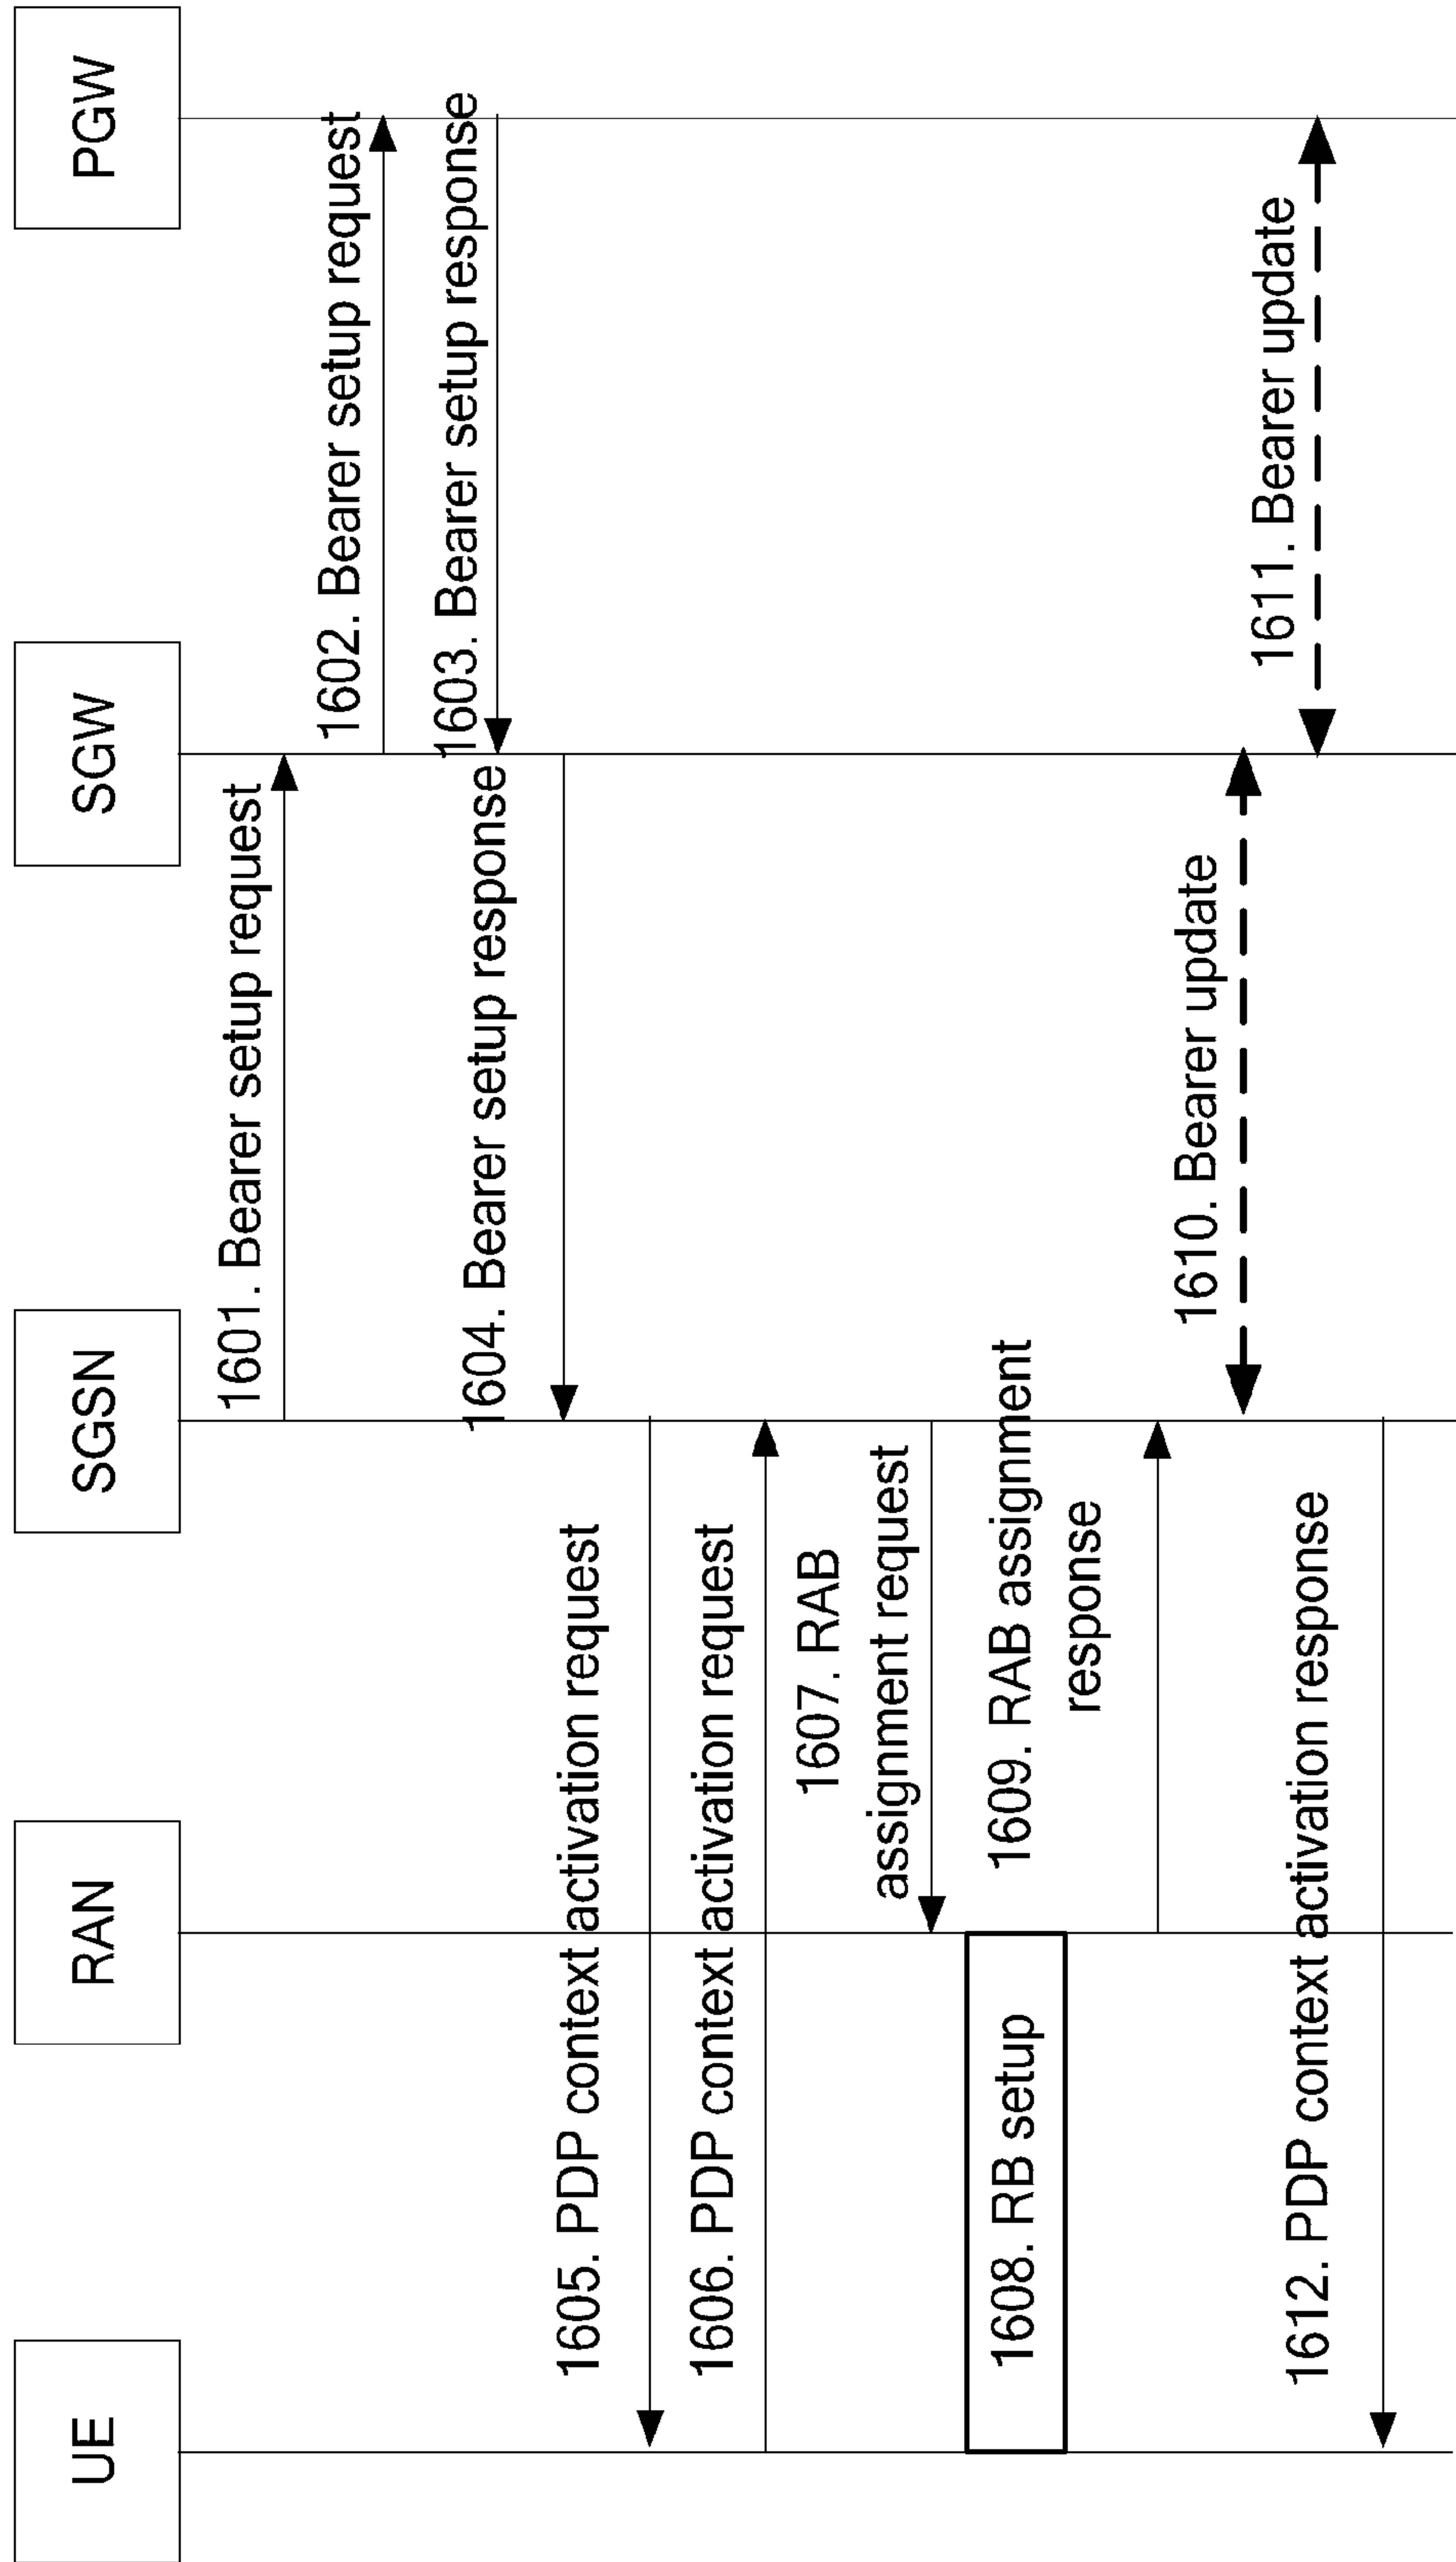 UE
RAN
SGSN
SGW
PGW
1601. Bearer setup request
1602. Bearer setup request
1603. Bearer setup response
1604. Bearer setup response
1605. PDP context activation request
1606. PDP context activation request
1607. RAB
assignment request
1608. RB setup
1609. RAB assignment
response
1610. Bearer update
1611. Bearer update
1612. PDP context activation response